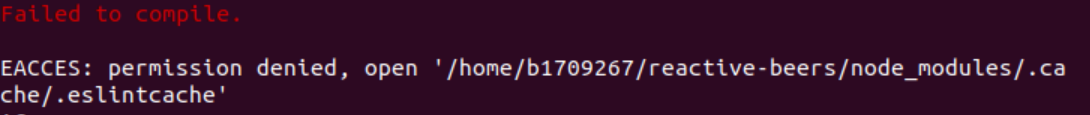 Failed to compile.
EACCES: permission denied, open '/home/b1709267/reactive-beers/node_modules/.ca
che/.eslintcache'